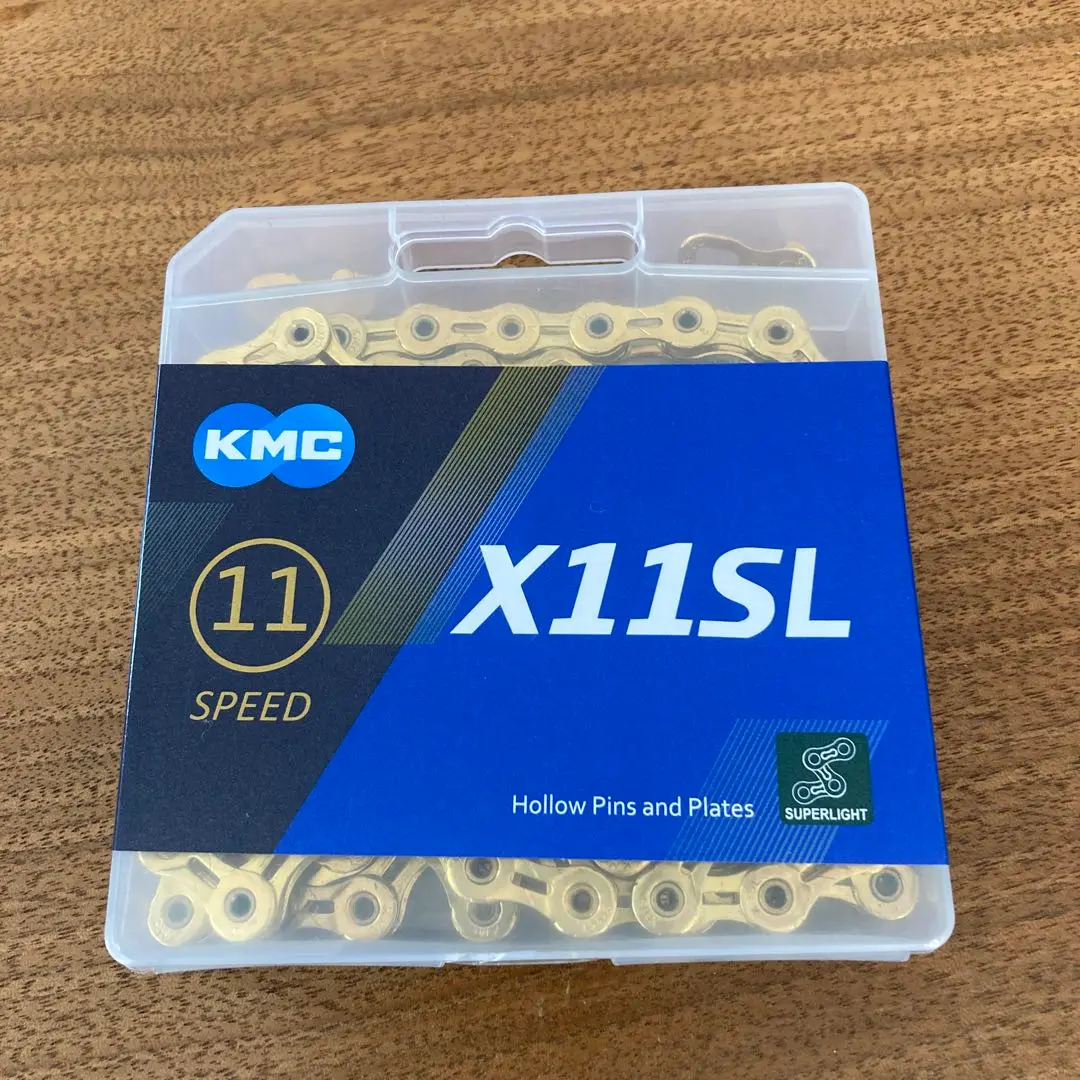 KMC
11
SPEED
X11SL
Hollow Pins and Plates
SUPERLIGHT